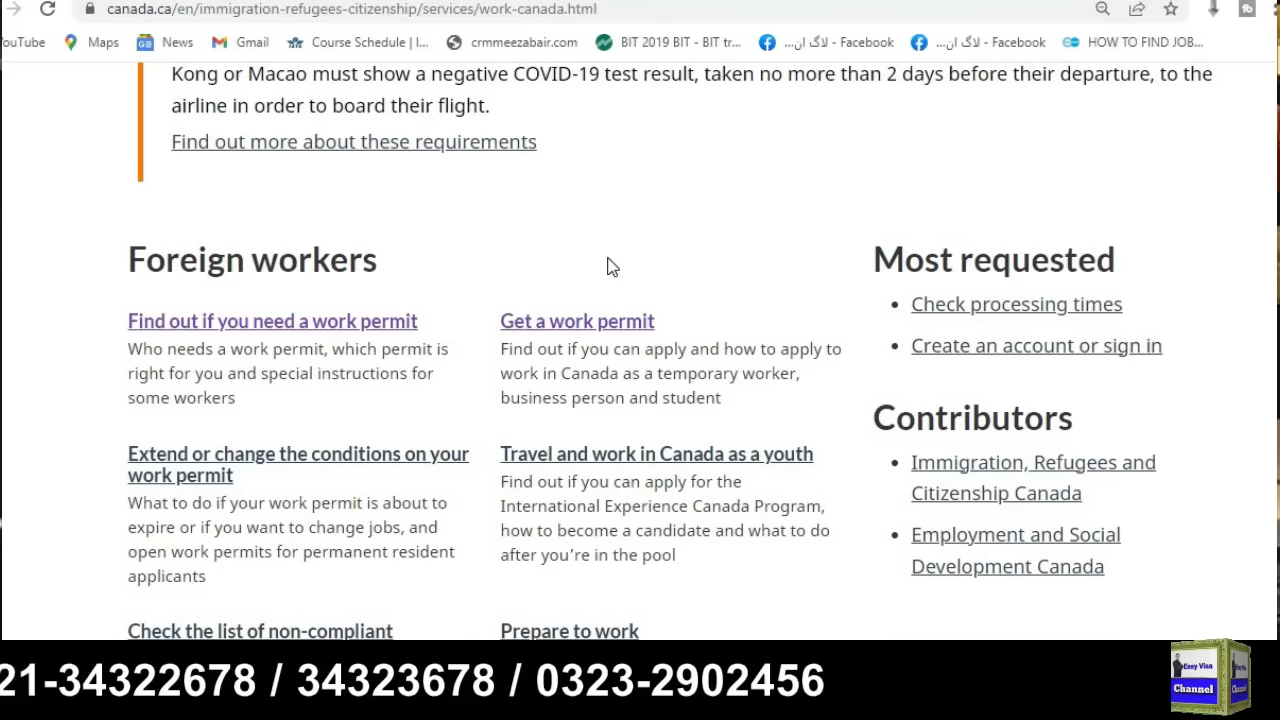 canada.ca/en/immigration-refugees-citizenship/services/work-canada.html
YouTube Maps News Gmail Course Schedule | I... crmmeezabair.com BIT 2019 BIT - BIT tr... لاگ ان... - Facebook لاگ ان... - Facebook HOW TO FIND JOB...
Kong or Macao must show a negative COVID-19 test result, taken no more than 2 days before their departure, to the
airline in order to board their flight.
Find out more about these requirements
Foreign workers
Find out if you need a work permit
Who needs a work permit, which permit is
right for you and special instructions for
some workers
Get a work permit
Find out if you can apply and how to apply to
work in Canada as a temporary worker,
business person and student
Extend or change the conditions on your
work permit
What to do if your work permit is about to
expire or if you want to change jobs, and
open work permits for permanent resident
applicants
Travel and work in Canada as a youth
Find out if you can apply for the
International Experience Canada Program,
how to become a candidate and what to do
after you're in the pool
Check the list of non-compliant
Prepare to work
Most requested
• Check processing times
• Create an account or sign in
Contributors
• Immigration, Refugees and
Citizenship Canada
• Employment and Social
Development Canada
21-34322678 / 34323678 / 0323-2902456
Easy Visa
Channel